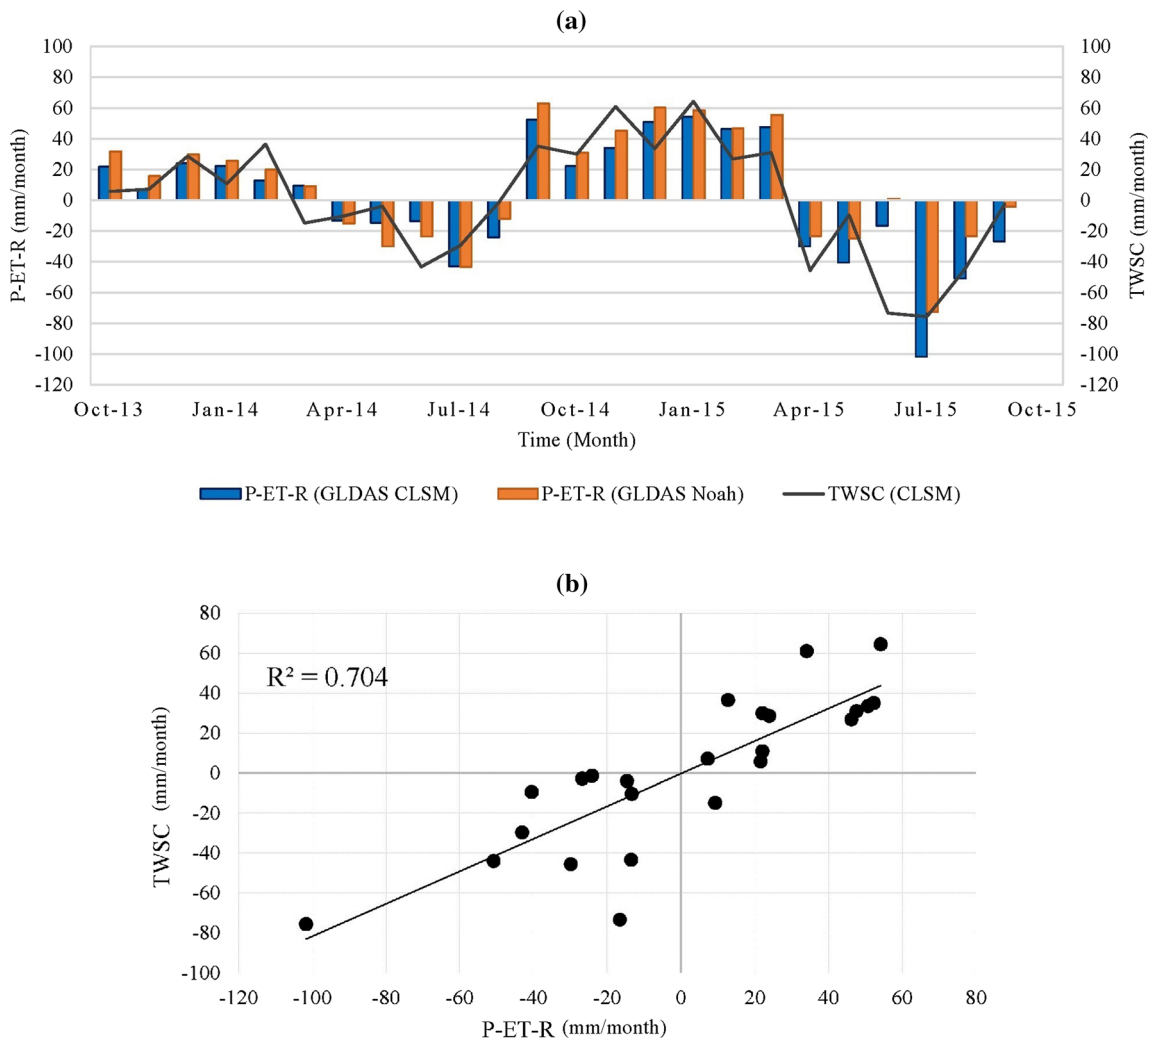 (a)
100 100
80 80
60 60
40 40
20 20
0 0
-20 -20
-40 -40
-60 -60
-80 -80
-100 -100
-120 -120
P-ET-R (mm/month)
TWSC (mm/month)
Oct-13 Jan-14 Apr-14 Jul-14 Oct-14 Jan-15 Apr-15 Jul-15 Oct-15
Time (Month)
P-ET-R (GLDAS CLSM) P-ET-R (GLDAS Noah) TWSC (CLSM)
(b)
80
60
40
20
0
-20
-40
-60
-80
-100
TWSC (mm/month)
R² = 0.704
-120 -100 -80 -60 -40 -20 0 20 40 60 80
P-ET-R (mm/month)